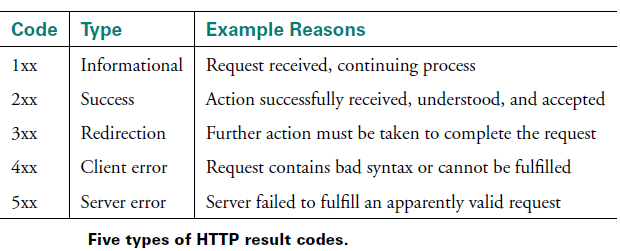 Code Type Example Reasons
1xx Informational Request received, continuing process
2xx Success Action successfully received, understood, and accepted
3xx Redirection Further action must be taken to complete the request
4xx Client error Request contains bad syntax or cannot be fulfilled
5xx Server error Server failed to fulfill an apparently valid request
Five types of HTTP result codes.